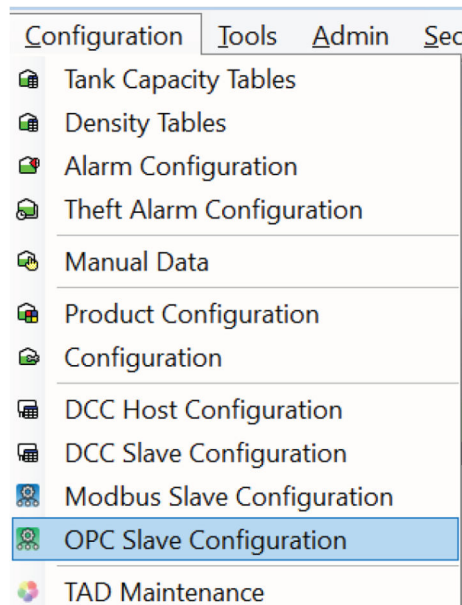 Configuration Tools Admin Sec
Tank Capacity Tables
Density Tables
Alarm Configuration
Theft Alarm Configuration
Manual Data
Product Configuration
Configuration
DCC Host Configuration
DCC Slave Configuration
Modbus Slave Configuration
OPC Slave Configuration
TAD Maintenance